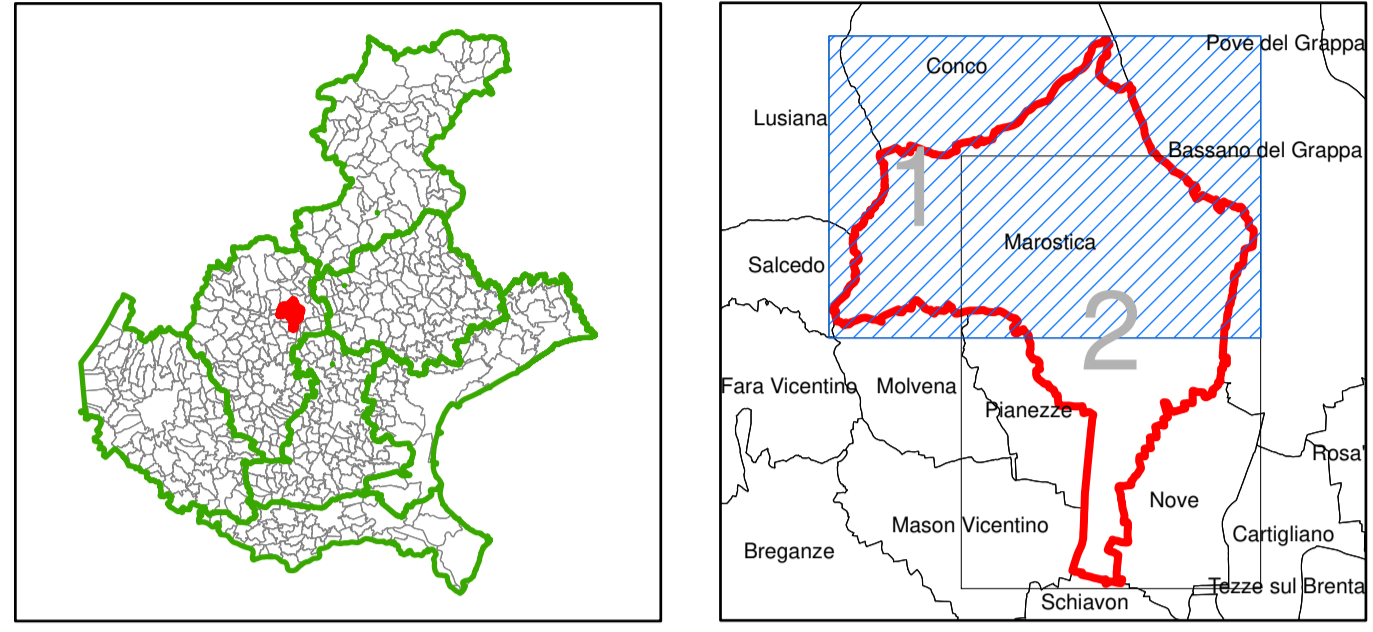 Pove del Grappa
Conco
Lusiana
Bassano del Grappa
1
Marostica
Salcedo
2
Fara Vicentino
Molvena
Pianezze
Rosa'
Nove
Mason Vicentino
Cartigliano
Breganze
Tezze sul Brenta
Schiavon